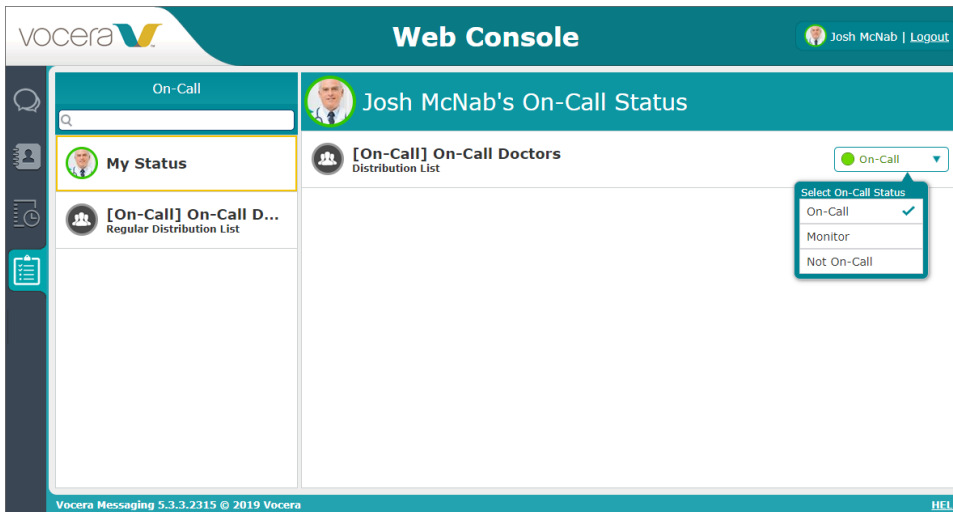 vocera
Web Console
Josh McNab | Logout
On-Call
My Status
[On-Call] On-Call D...
Regular Distribution List
Josh McNab's On-Call Status
[On-Call] On-Call Doctors
Distribution List
On-Call
Select On-Call Status
On-Call
Monitor
Not On-Call
Vocera Messaging 5.3.3.2315 © 2019 Vocera
HEL